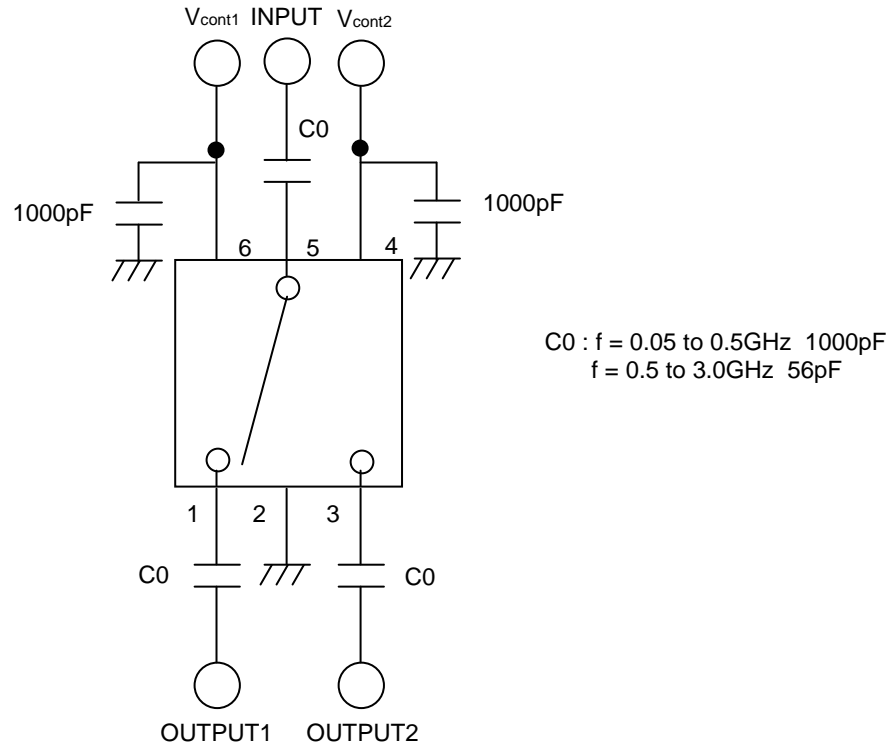 Vcont1 INPUT Vcont2
C0
1000pF
1000pF
6 5 4
C0 : f = 0.05 to 0.5GHz 1000pF
f = 0.5 to 3.0GHz 56pF
1 2 3
C0
C0
OUTPUT1 OUTPUT2